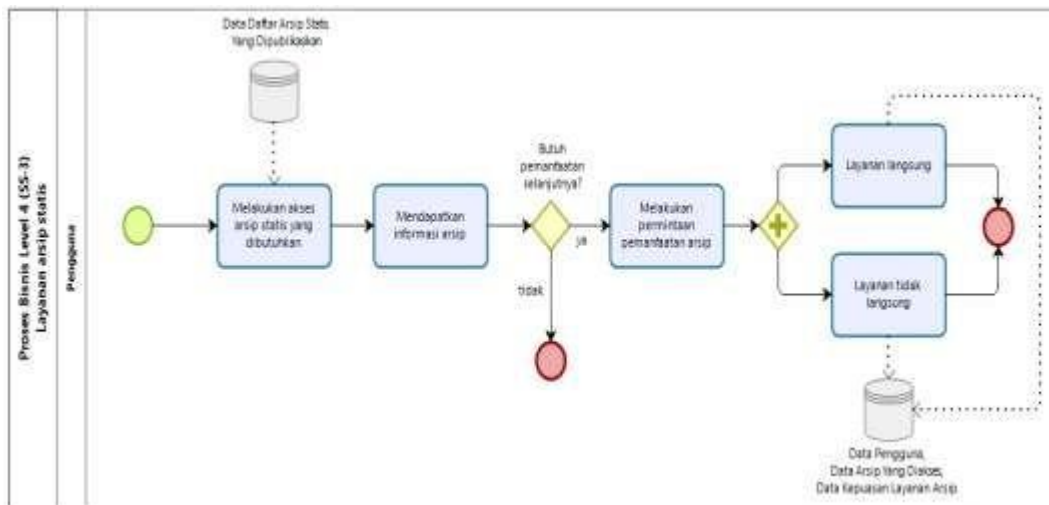 Proses Bisnis Level 4 (SS-3)
Layanan arsip statis
Pengguna
Data Daftar Arsip Statis
Yang Dipublikasikan
Melakukan akses
arsip statis yang
dibutuhkan
Mendapatkan
informasi arsip
Butuh
pemanfaatan
selanjutnya?
ya
tidak
Melakukan
permintaan
pemanfaatan arsip
Layanan langsung
Layanan tidak
langsung
Data Pengguna,
Data Arsip Yang Diakses,
Data Kepuasan Layanan Arsip